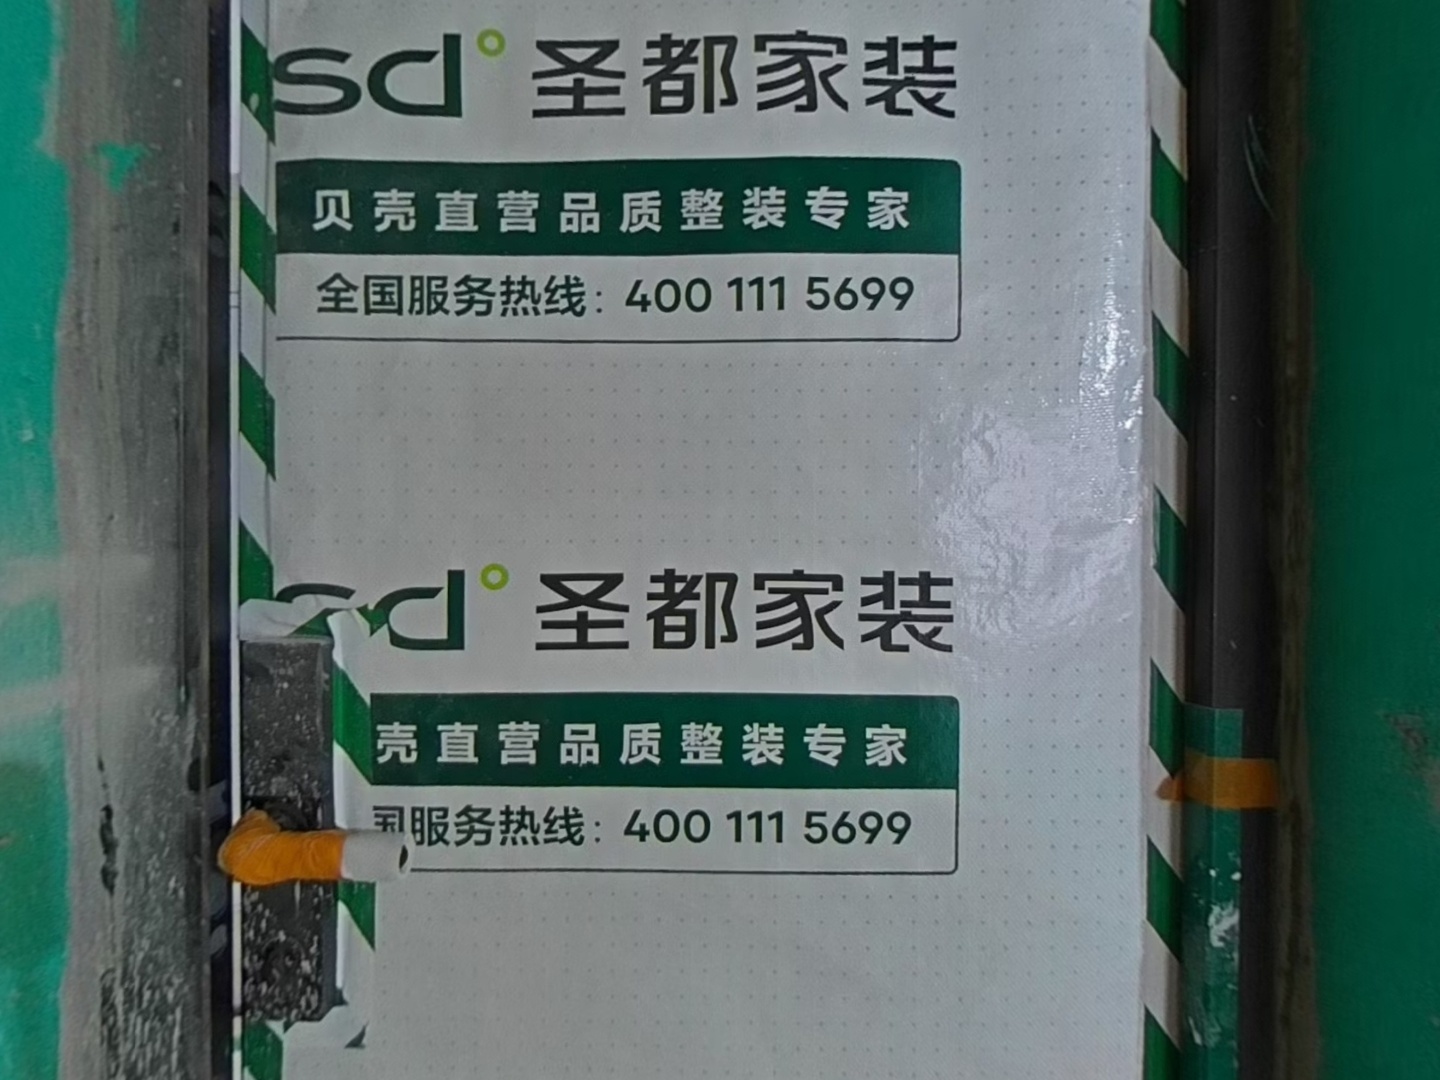 sd° 圣都家装
贝壳直营品质整装专家
全国服务热线：400 111 5699
sd° 圣都家装
壳直营品质整装专家
国服务热线：400 111 5699